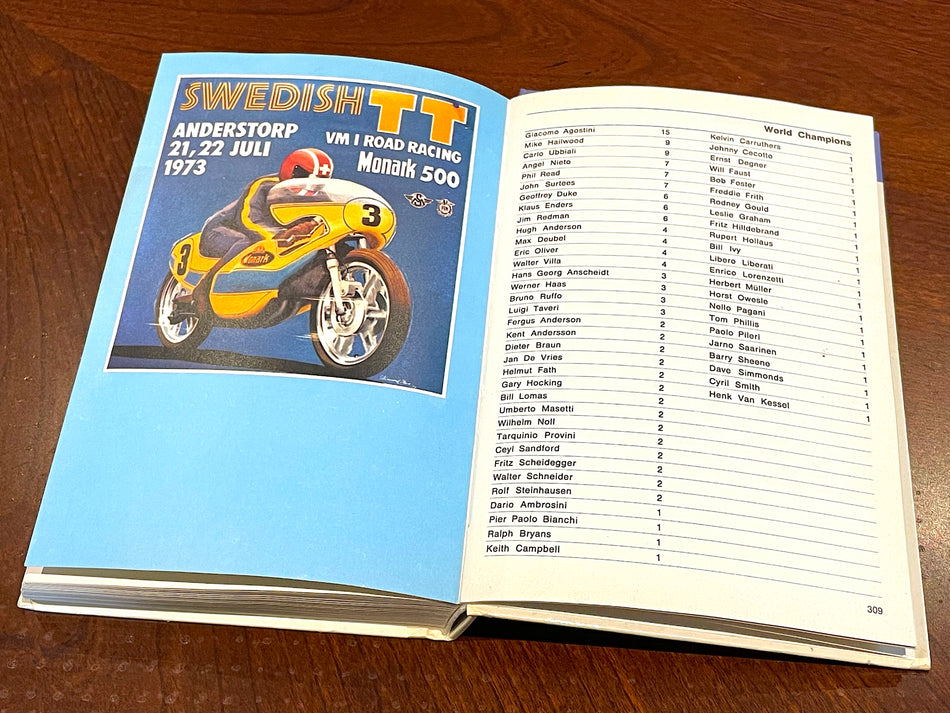 SWEDISH TT
ANDERSTORP
21, 22 JULI
1973
VM I ROAD RACING
Monark 500
3
3
Monark
World Champions
Giacomo Agostini 15
Mike Hailwood 9
Carlo Ubbiali 9
Angel Nieto 7
Phil Read 7
John Surtees 7
Geoffrey Duke 6
Klaus Enders 6
Jim Redman 6
Hugh Anderson 4
Max Deubel 4
Eric Oliver 4
Walter Villa 4
Hans Georg Anscheidt 3
Werner Haas 3
Bruno Ruffo 3
Luigi Taveri 3
Fergus Anderson 2
Kent Andersson 2
Dieter Braun 2
Jan De Vries 2
Helmut Fath 2
Gary Hocking 2
Bill Lomas 2
Umberto Masetti 2
Wilhelm Noll 2
Tarquinio Provini 2
Ceyl Sandford 2
Fritz Scheidegger 2
Walter Schneider 2
Rolf Steinhausen 2
Dario Ambrosini 1
Pier Paolo Bianchi 1
Ralph Bryans 1
Keith Campbell 1
Kelvin Carruthers 1
Johnny Cecotto 1
Ernst Degner 1
Will Faust 1
Bob Foster 1
Freddie Frith 1
Rodney Gould 1
Leslie Graham 1
Fritz Hildebrand 1
Rupert Hollaus 1
Bill Ivy 1
Libero Liberati 1
Enrico Lorenzetti 1
Herbert Müller 1
Horst Owesle 1
Nello Pagani 1
Tom Phillis 1
Paolo Pileri 1
Jarno Saarinen 1
Barry Sheene 1
Dave Simmonds 1
Cyril Smith 1
Henk Van Kessel 1
309